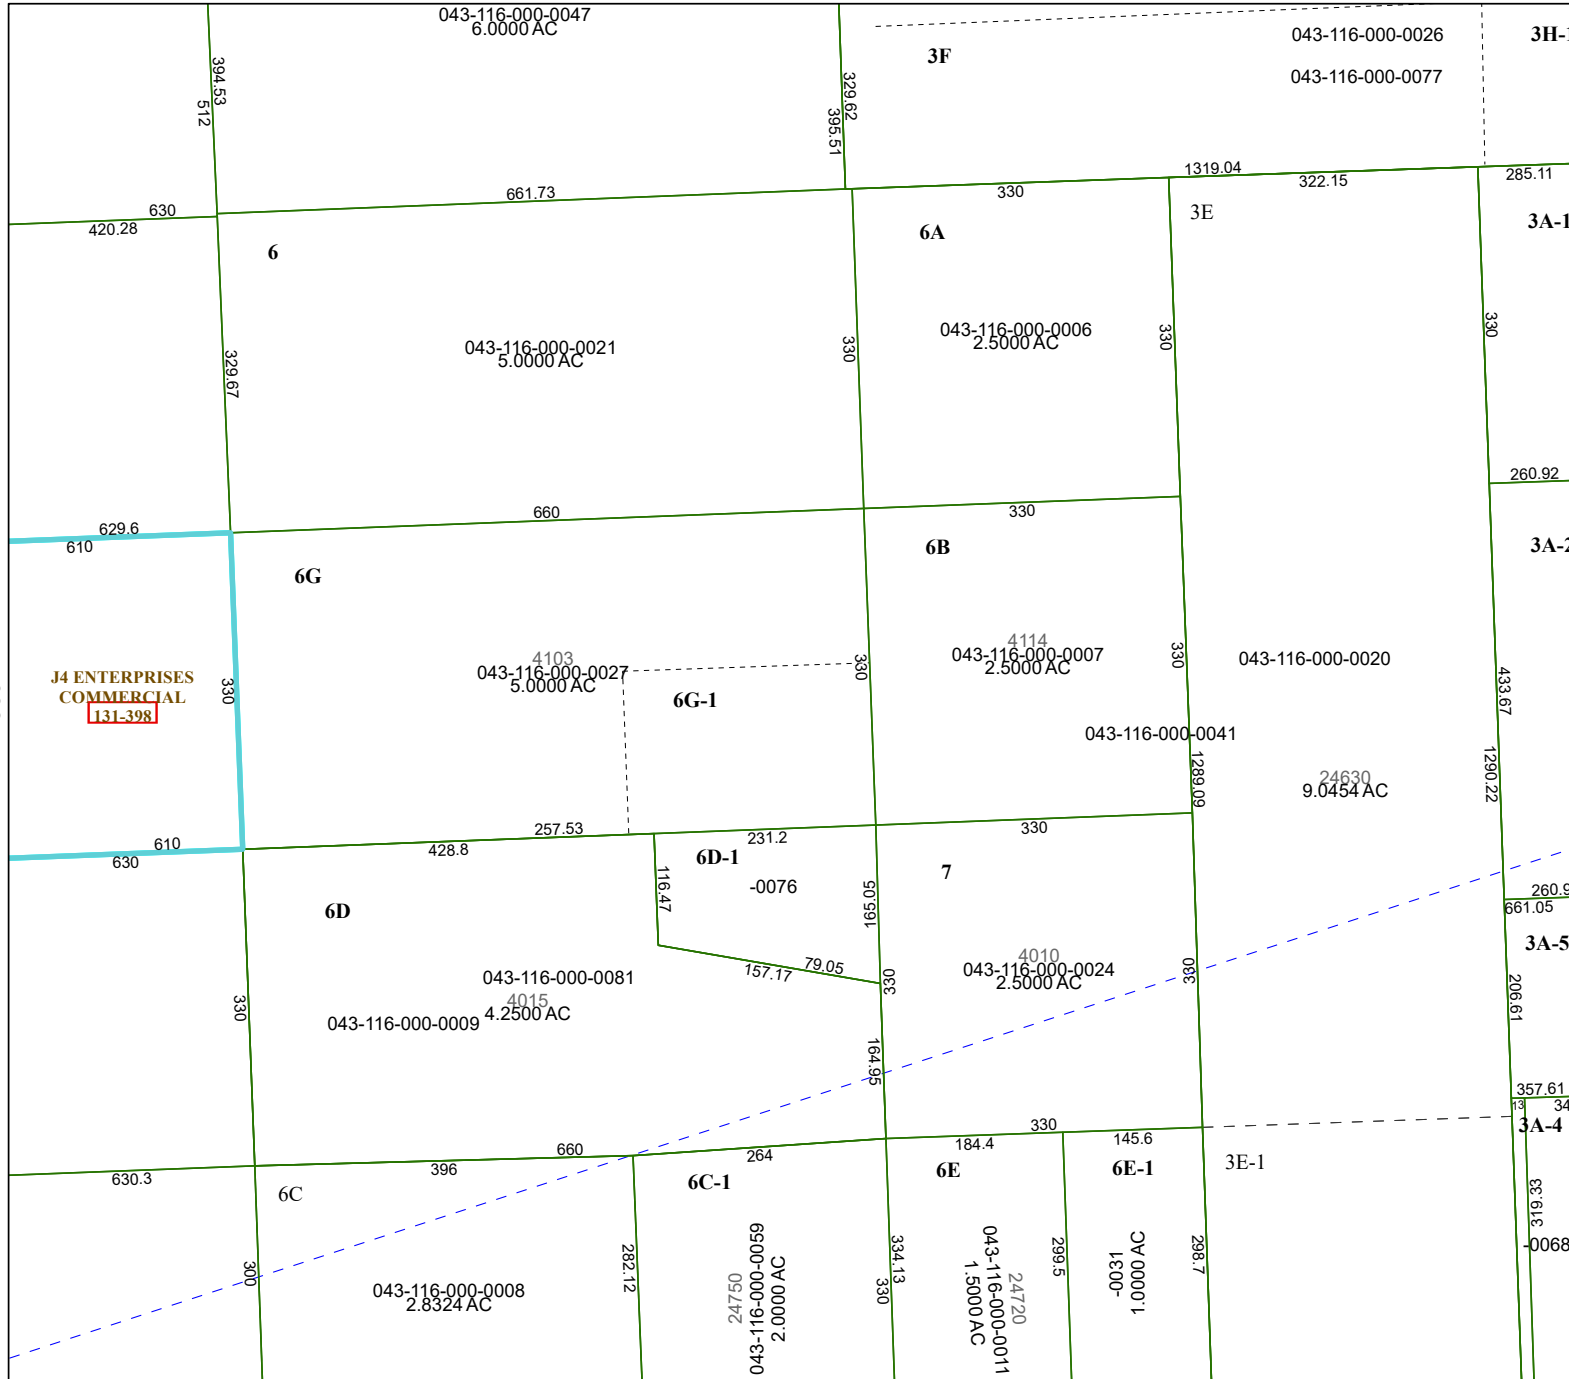 043-116-000-0047
6.0000 AC
3F
043-116-000-0026
3H-1
043-116-000-0077
394.53
512
329.62
395.51
1319.04
322.15
285.11
661.73
330
630
420.28
6
6A
3E
3A-1
043-116-000-0021
5.0000 AC
043-116-000-0006
2.5000 AC
329.67
330
330
330
260.92
629.6
610
660
330
6G
6B
3A-2
J4 ENTERPRISES
COMMERCIAL
131-398
330
4103
043-116-000-0027
5.0000 AC
6G-1
330
4114
043-116-000-0007
2.5000 AC
330
043-116-000-0020
433.67
043-116-000-0041
1289.09
24630
9.0454 AC
1290.22
610
630
257.53
428.8
231.2
330
6D-1
-0076
7
116.47
165.05
260.9
661.05
6D
3A-5
79.05
157.17
043-116-000-0081
4015
4.2500 AC
043-116-000-0009
330
330
4010
043-116-000-0024
2.5000 AC
330
206.61
164.95
357.61
13
34
3A-4
660
396
264
330
184.4
145.6
630.3
6C
6C-1
6E
6E-1
3E-1
300
043-116-000-0008
2.8324 AC
282.12
24750
043-116-000-0059
2.0000 AC
334.13
330
24720
043-116-000-0011
1.5000 AC
299.5
1.0000 AC
-0031
298.7
319.33
-0068